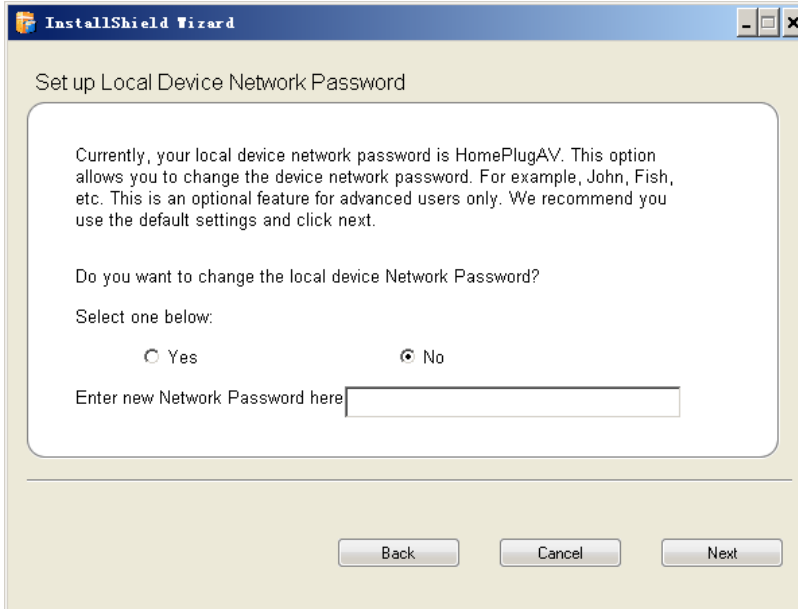 InstallShield Wizard
Set up Local Device Network Password
Currently, your local device network password is HomePlugAV. This option
allows you to change the device network password. For example, John, Fish,
etc. This is an optional feature for advanced users only. We recommend you
use the default settings and click next.
Do you want to change the local device Network Password?
Select one below:
Yes No
Enter new Network Password here
Back Cancel Next